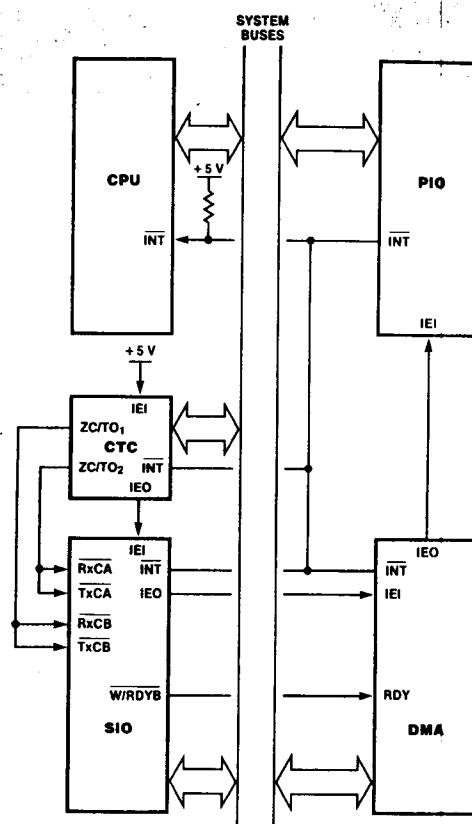 SYSTEM
BUSES
CPU
+5 V
INT
PIO
INT
IEI
+5 V
IEI
ZC/TO₁
CTC
ZC/TO₂
INT
IEO
IEI
RxCA
INT
TxCA
IEO
RxCB
TxCB
W/RDYB
SIO
IEO
INT
IEI
RDY
DMA